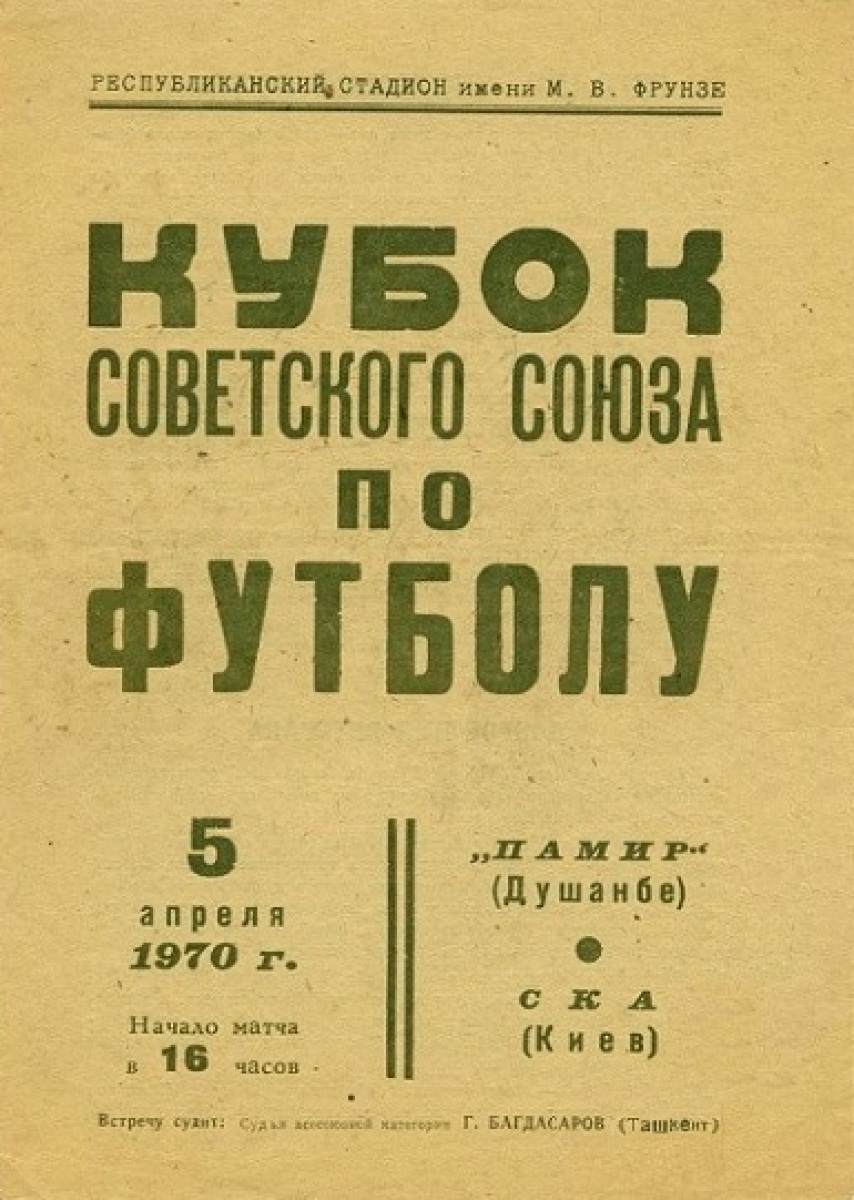 РЕСПУБЛИКАНСКИЙ СТАДИОН имени М. В. ФРУНЗЕ
КУБОК
СОВЕТСКОГО СОЮЗА
ПО
ФУТБОЛУ
5
апреля
1970 г.
Начало матча
в 16 часов
„ПАМИР“
(Душанбе)
●
СКА
(Киев)
Встречу судит: Судья всесоюзной категории Г. БАГДАСАРОВ (Ташкент)